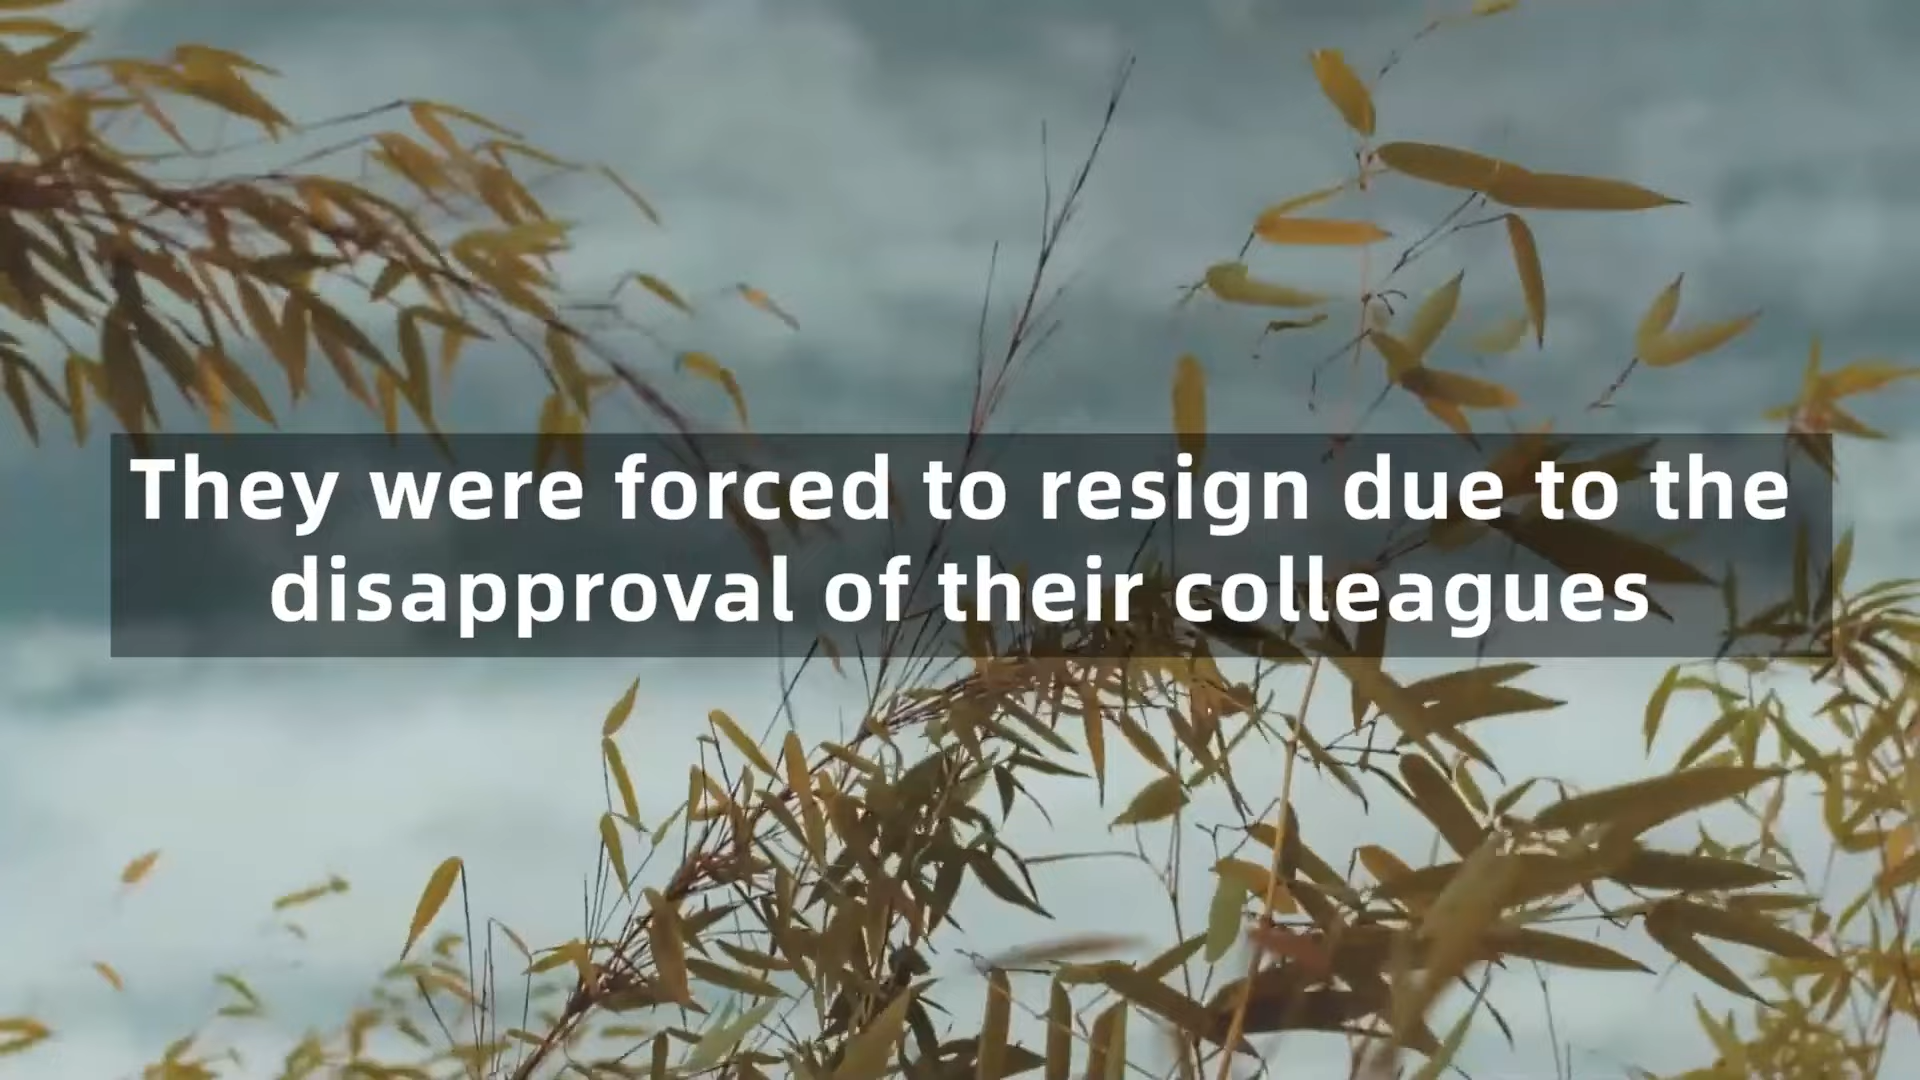 They were forced to resign due to the
disapproval of their colleagues